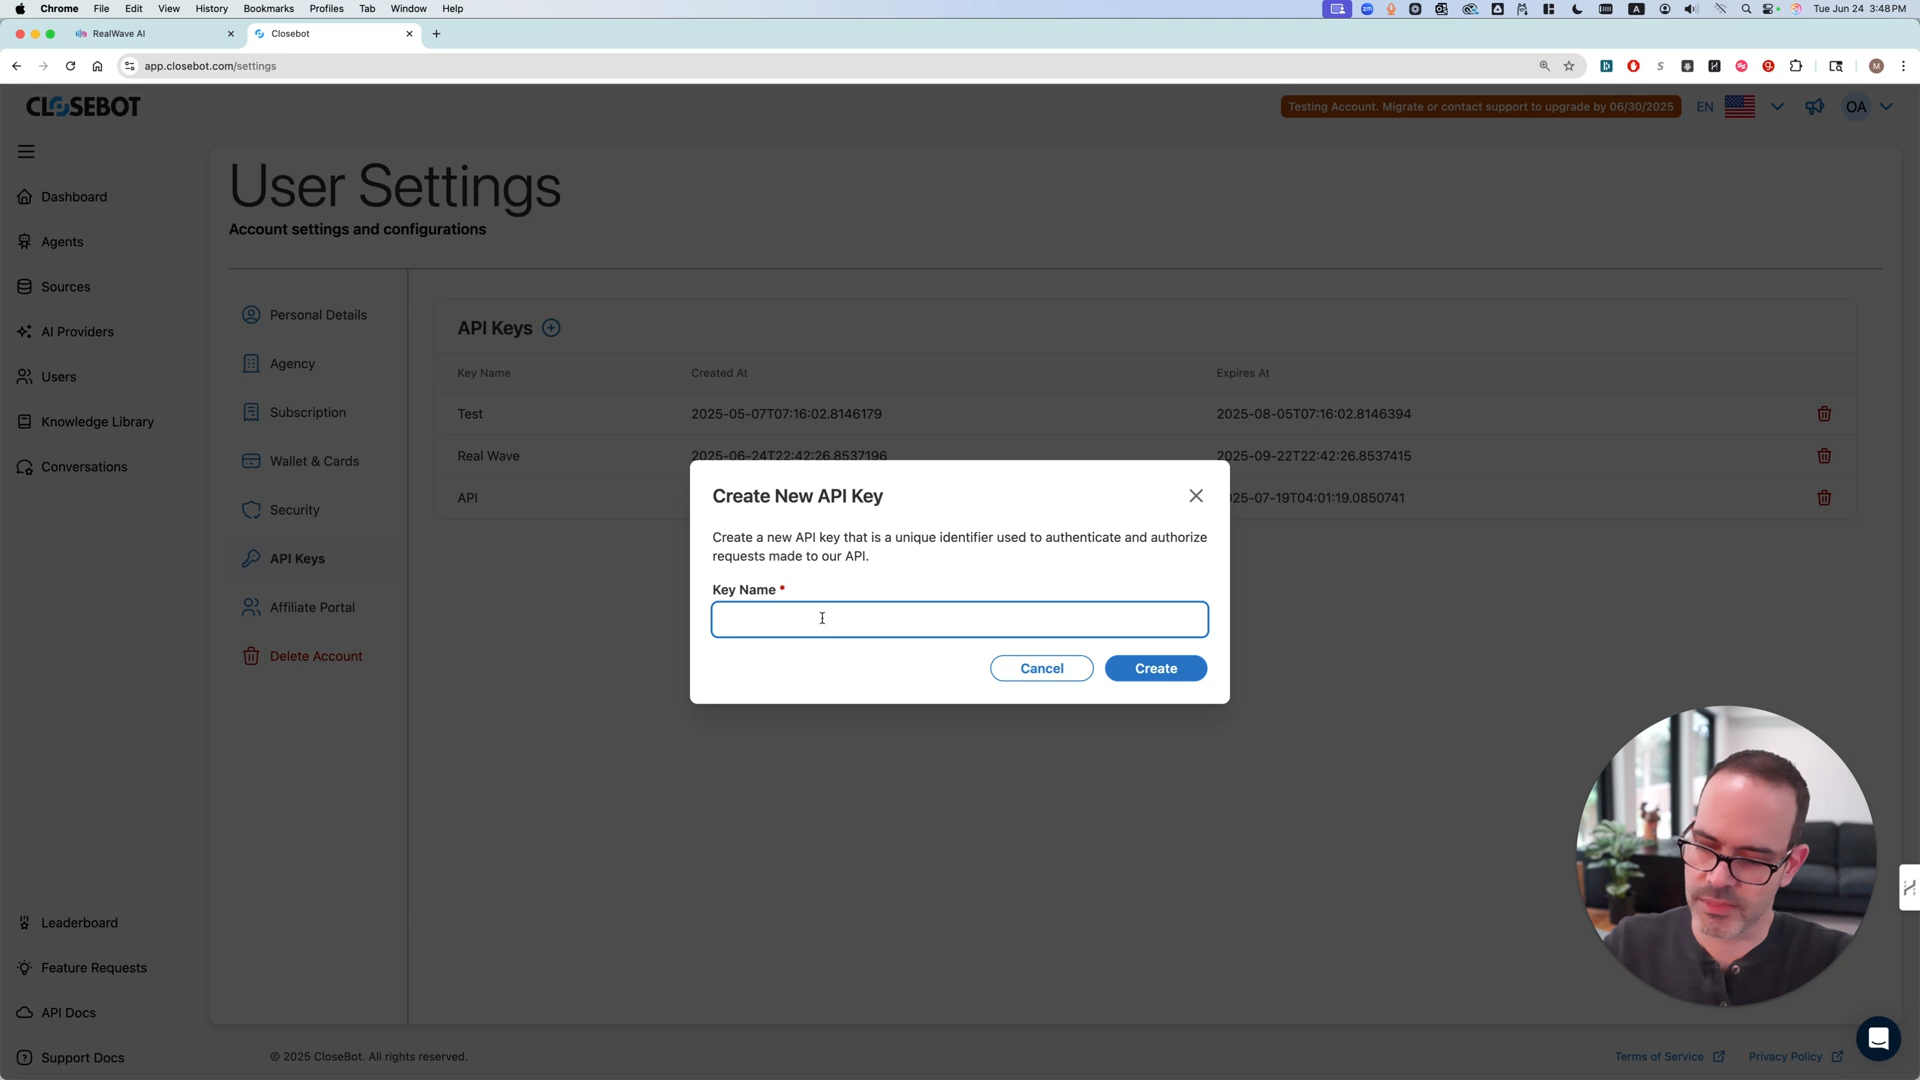 Chrome File Edit View History Bookmarks Profiles Tab Window Help
Tue Jun 24 3:48 PM
RealWave AI
Closebot
app.closebot.com/settings
CLOSEBOT
Testing Account. Migrate or contact support to upgrade by 06/30/2025
EN
OA
Dashboard
Agents
Sources
AI Providers
Users
Knowledge Library
Conversations
Leaderboard
Feature Requests
API Docs
Support Docs
User Settings
Account settings and configurations
Personal Details
Agency
Subscription
Wallet & Cards
Security
API Keys
Affiliate Portal
Delete Account
API Keys
Key Name Created At Expires At
Test 2025-05-07T07:16:02.8146179 2025-08-05T07:16:02.8146394
Real Wave 2025-06-24T22:42:26.8537196 2025-09-22T22:42:26.8537415
API 25-07-19T04:01:19.0850741
Create New API Key
Create a new API key that is a unique identifier used to authenticate and authorize
requests made to our API.
Key Name *
Cancel
Create
© 2025 CloseBot. All rights reserved.
Terms of Service
Privacy Policy